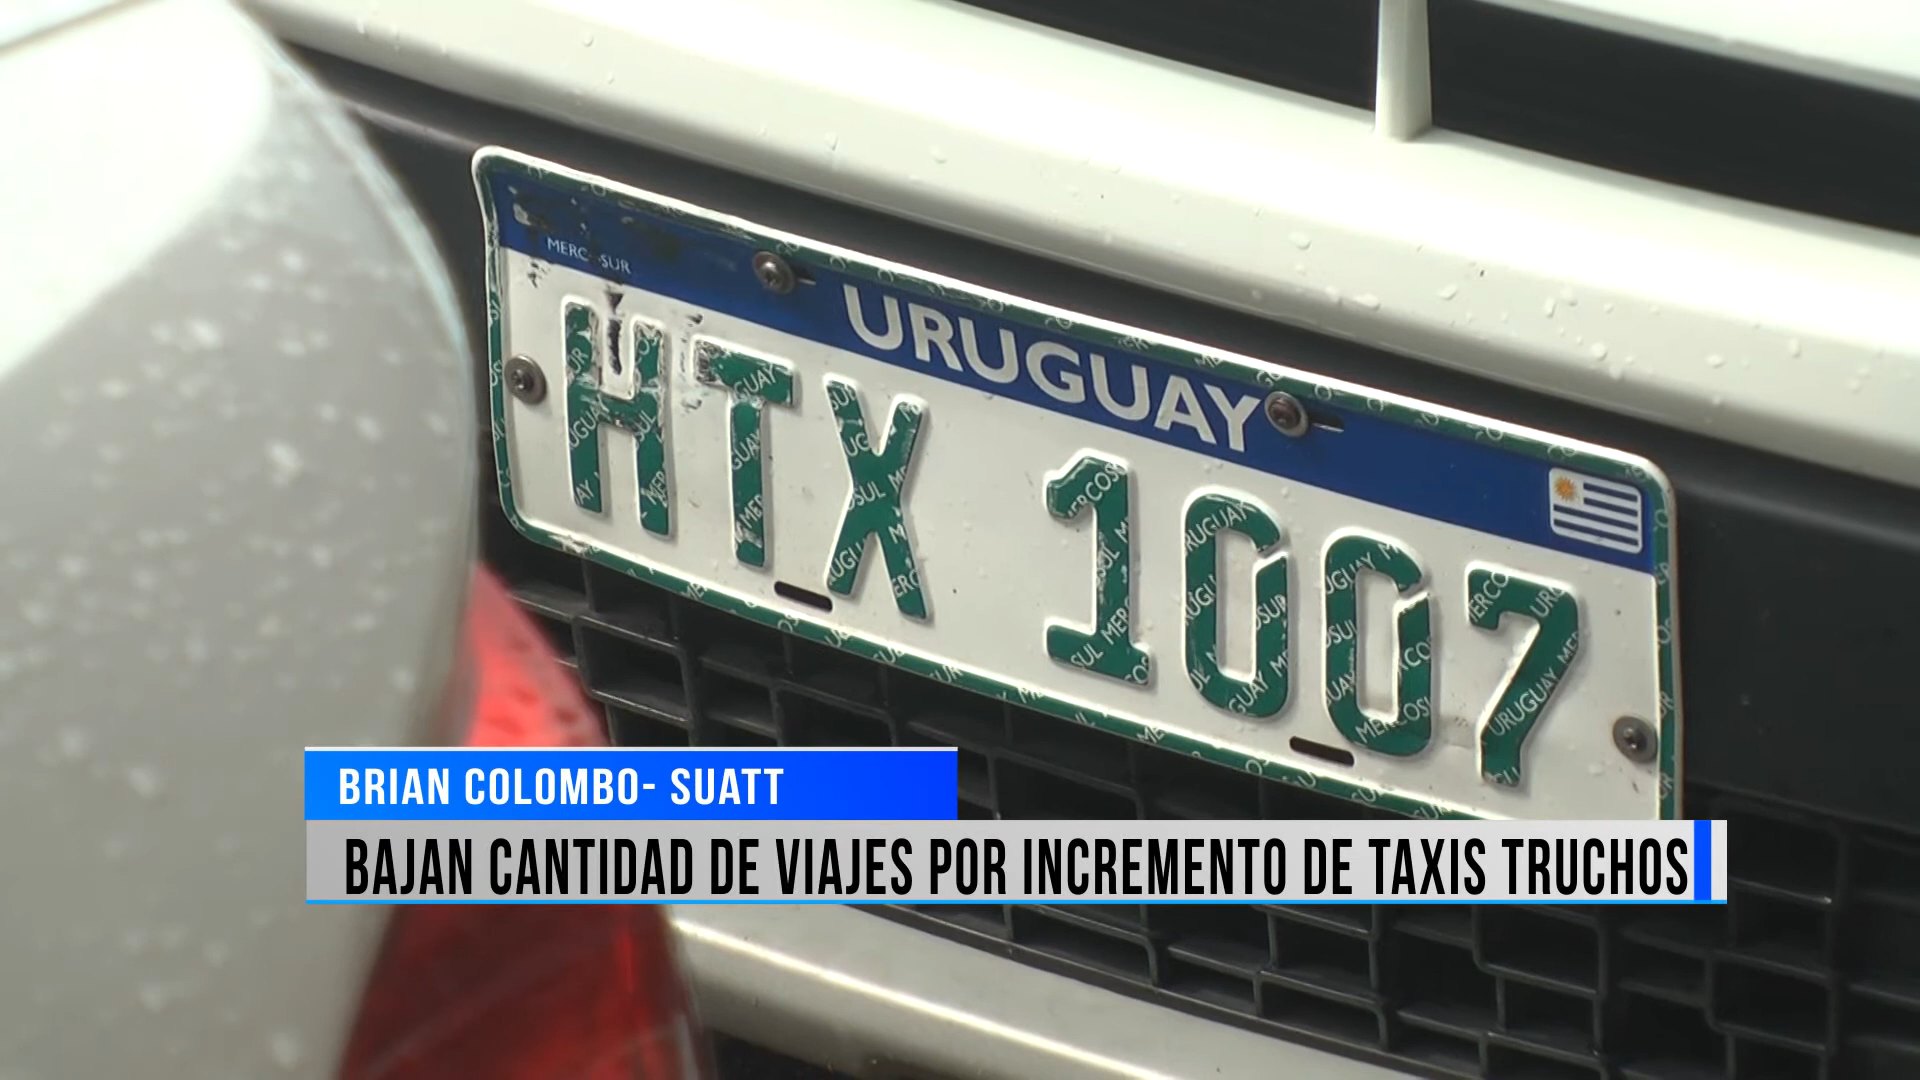 MERCOSUR
URUGUAY
HTX 1007
BRIAN COLOMBO- SUATT
BAJAN CANTIDAD DE VIAJES POR INCREMENTO DE TAXIS TRUCHOS